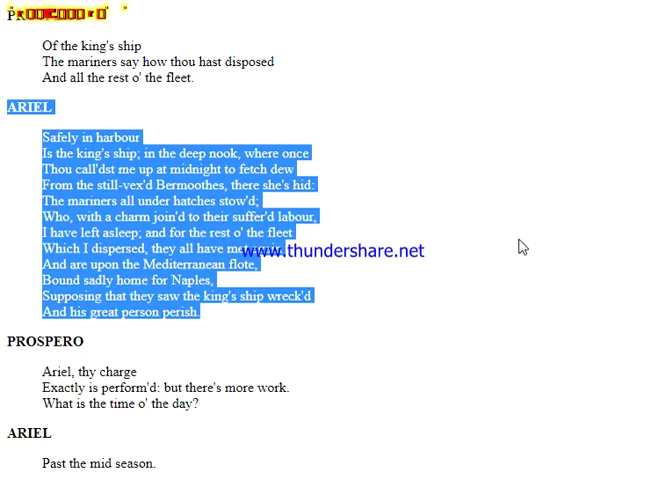 Of the king's ship
The mariners say how thou hast disposed
And all the rest o' the fleet.
ARIEL
Safely in harbour
Is the king's ship; in the deep nook, where once
Thou call'dst me up at midnight to fetch dew
From the still-vex'd Bermoothes, there she's hid:
The mariners all under hatches stow'd;
Who, with a charm join'd to their suffer'd labour,
I have left asleep; and for the rest o' the fleet
Which I dispersed, they all have
www.thundershare.net
And are upon the Mediterranean flote,
Bound sadly home for Naples,
Supposing that they saw the king's ship wreck'd
And his great person perish.
PROSPERO
Ariel, thy charge
Exactly is perform'd: but there's more work.
What is the time o' the day?
ARIEL
Past the mid season.